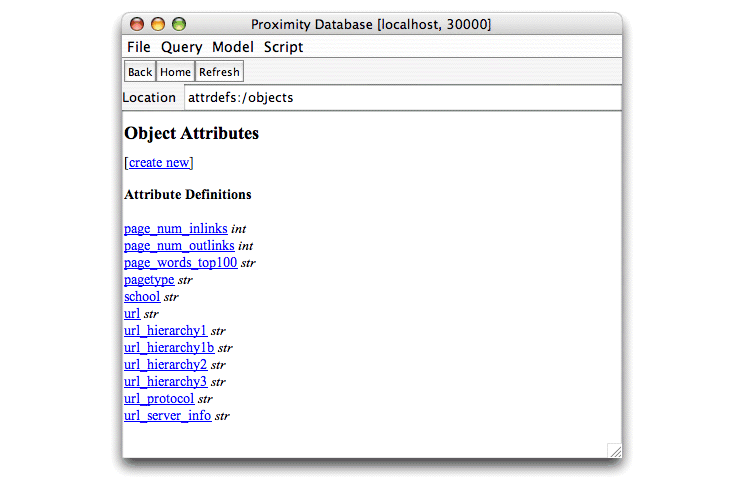 Proximity Database [localhost, 30000]
File Query Model Script
Back Home Refresh
Location attrdefs:/objects
Object Attributes
[create new]
Attribute Definitions
page_num_inlinks int
page_num_outlinks int
page_words_top100 str
pagetype str
school str
url str
url_hierarchy1 str
url_hierarchy1b str
url_hierarchy2 str
url_hierarchy3 str
url_protocol str
url_server_info str